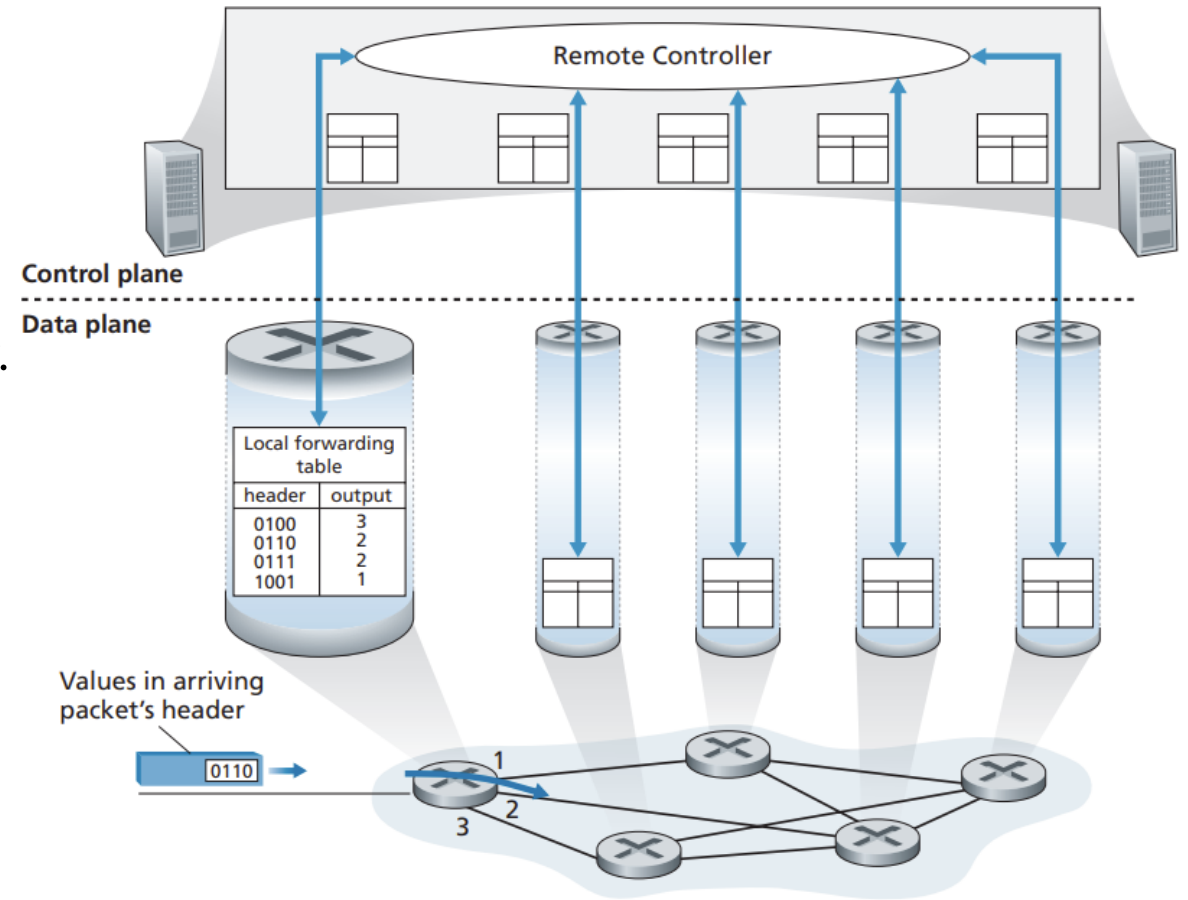 Remote Controller
Control plane
Data plane
Local forwarding
table
header output
0100 3
0110 2
0111 2
1001 1
Values in arriving
packet's header
0110
1
2
3